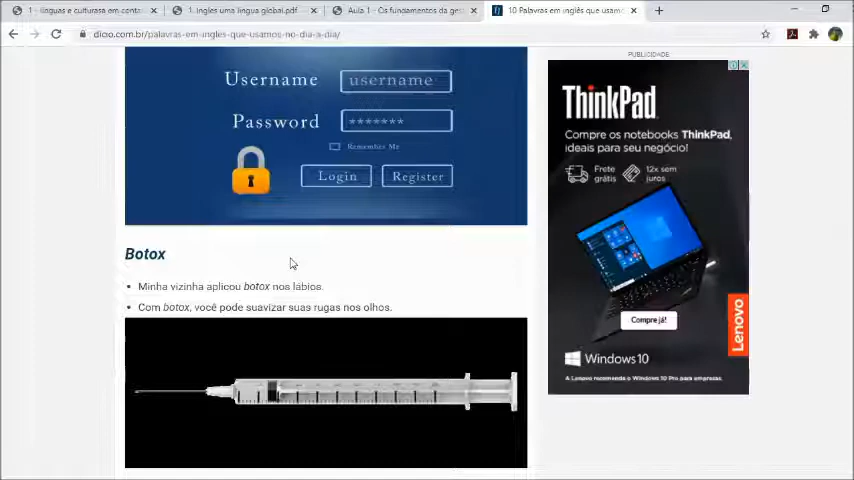 1 - línguas e culturasa em conta
1. Ingles uma língua global.pdf
Aula 1 - Os fundamentos da ges
10 Palavras em inglês que usam
dicio.com.br/palavras-em-ingles-que-usamos-no-dia-a-dia/
PUBLICIDADE
Username
username
Password
*******
Remember Me
Login
Register
Botox
Minha vizinha aplicou botox nos lábios.
Com botox, você pode suavizar suas rugas nos olhos.
ThinkPad
Compre os notebooks ThinkPad,
ideais para seu negócio!
Frete
grátis
12x sem
juros
Compre já!
Lenovo
Windows 10
A Lenovo recomenda o Windows 10 Pro para empresas.